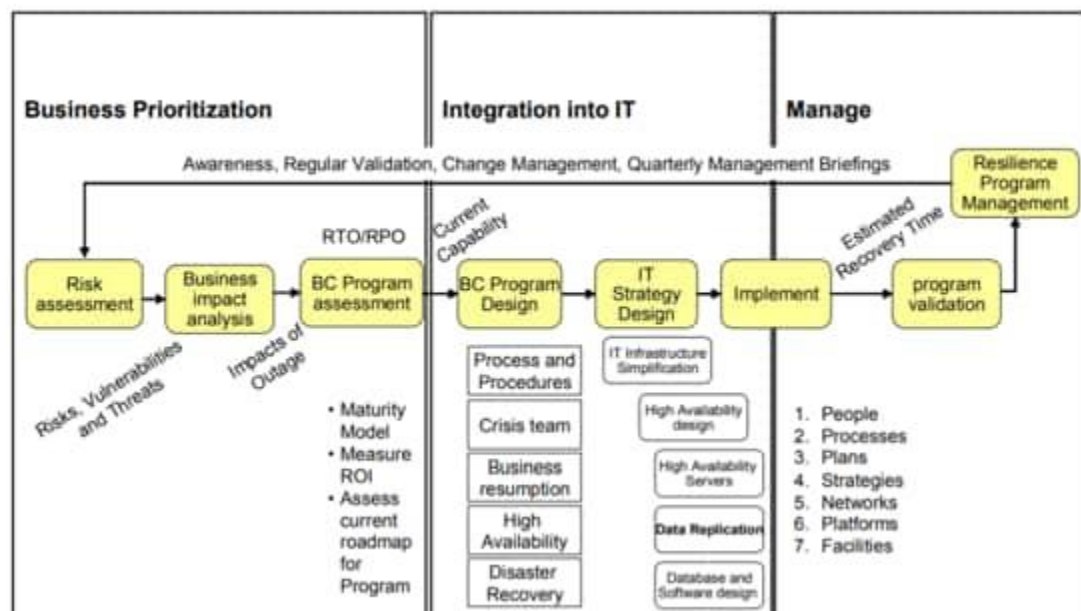 Business Prioritization
Integration into IT
Manage
Awareness, Regular Validation, Change Management, Quarterly Management Briefings
Resilience
Program
Management
RTO/RPO
Current
Capability
Estimated
Recovery Time
Risk
assessment
Business
impact
analysis
BC Program
assessment
BC Program
Design
IT
Strategy
Design
Implement
program
validation
Risks, Vulnerabilities
and Threats
Impacts of
Outage
• Maturity
Model
• Measure
ROI
• Assess
current
roadmap
for
Program
Process and
Procedures
Crisis team
Business
resumption
High
Availability
Disaster
Recovery
IT Infrastructure
Simplification
High Availability
design
High Availability
Servers
Data Replication
Database and
Software design
1. People
2. Processes
3. Plans
4. Strategies
5. Networks
6. Platforms
7. Facilities